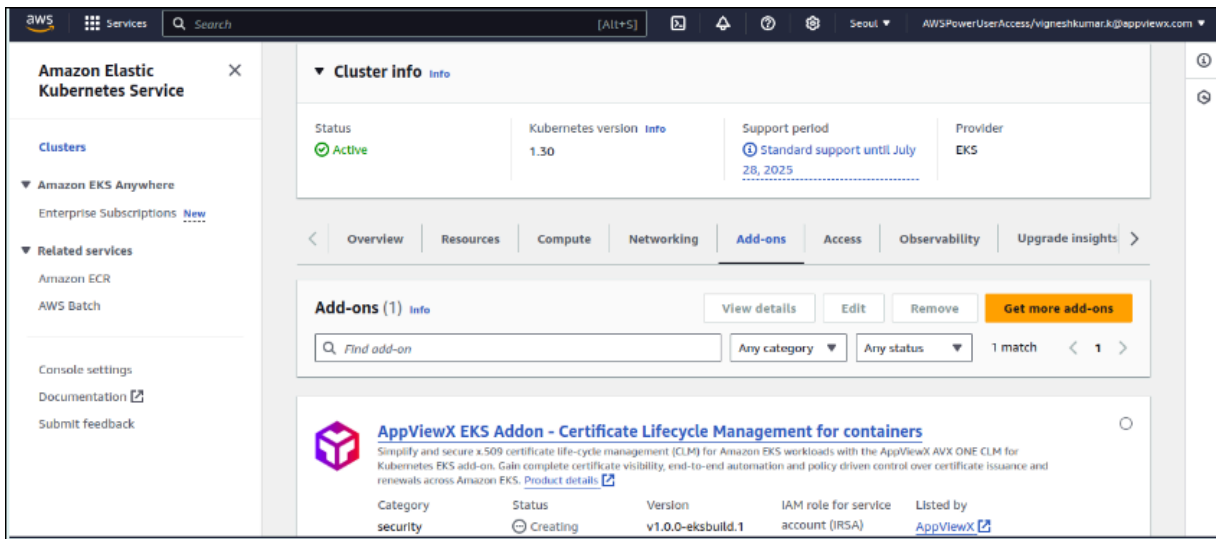 aws
Services
Search
[Alt+S]
Seoul
AWSPowerUserAccess/vigneshkumar.k@appviewx.com
Amazon Elastic
Kubernetes Service
Clusters
Amazon EKS Anywhere
Enterprise Subscriptions New
Related services
Amazon ECR
AWS Batch
Console settings
Documentation
Submit feedback
Cluster info Info
Status
Active
Kubernetes version Info
1.30
Support period
Standard support until July
28, 2025
Provider
EKS
Overview
Resources
Compute
Networking
Add-ons
Access
Observability
Upgrade insights
Add-ons (1) Info
View details
Edit
Remove
Get more add-ons
Find add-on
Any category
Any status
1 match
1
AppViewX EKS Addon - Certificate Lifecycle Management for containers
Simplify and secure x.509 certificate life-cycle management (CLM) for Amazon EKS workloads with the AppViewX AVX ONE CLM for
Kubernetes EKS add-on. Gain complete certificate visibility, end-to-end automation and policy driven control over certificate issuance and
renewals across Amazon EKS. Product details
Category
security
Status
Creating
Version
v1.0.0-eksbuild.1
IAM role for service
account (IRSA)
Listed by
AppViewX